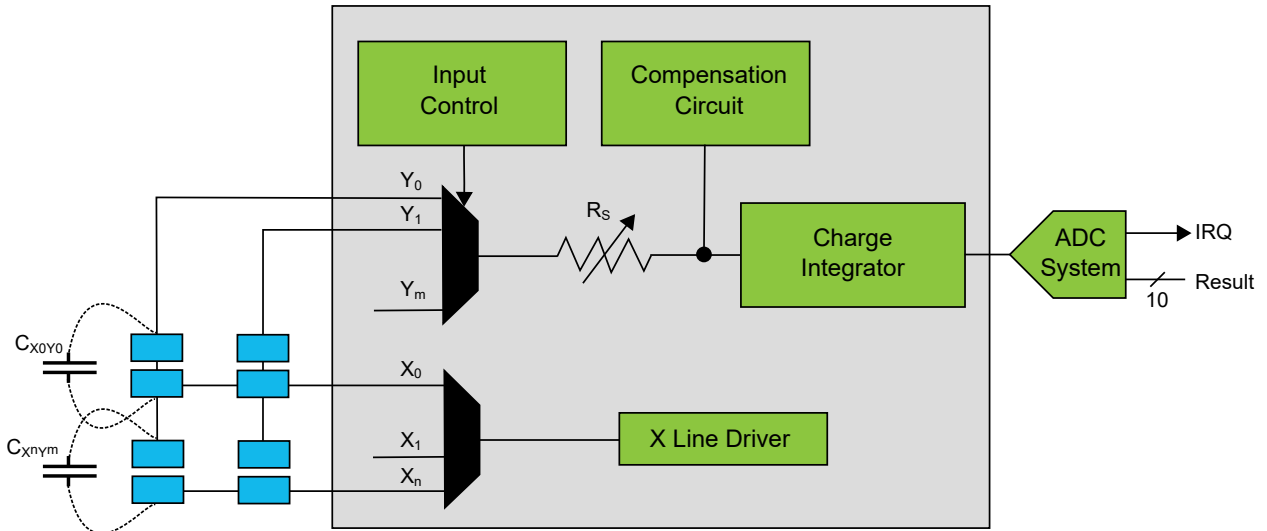 Input
Control
Compensation
Circuit
Y0
Y1
Ym
RS
Charge
Integrator
ADC
System
IRQ
Result
10
CX0Y0
CXnYm
X0
X1
Xn
X Line Driver